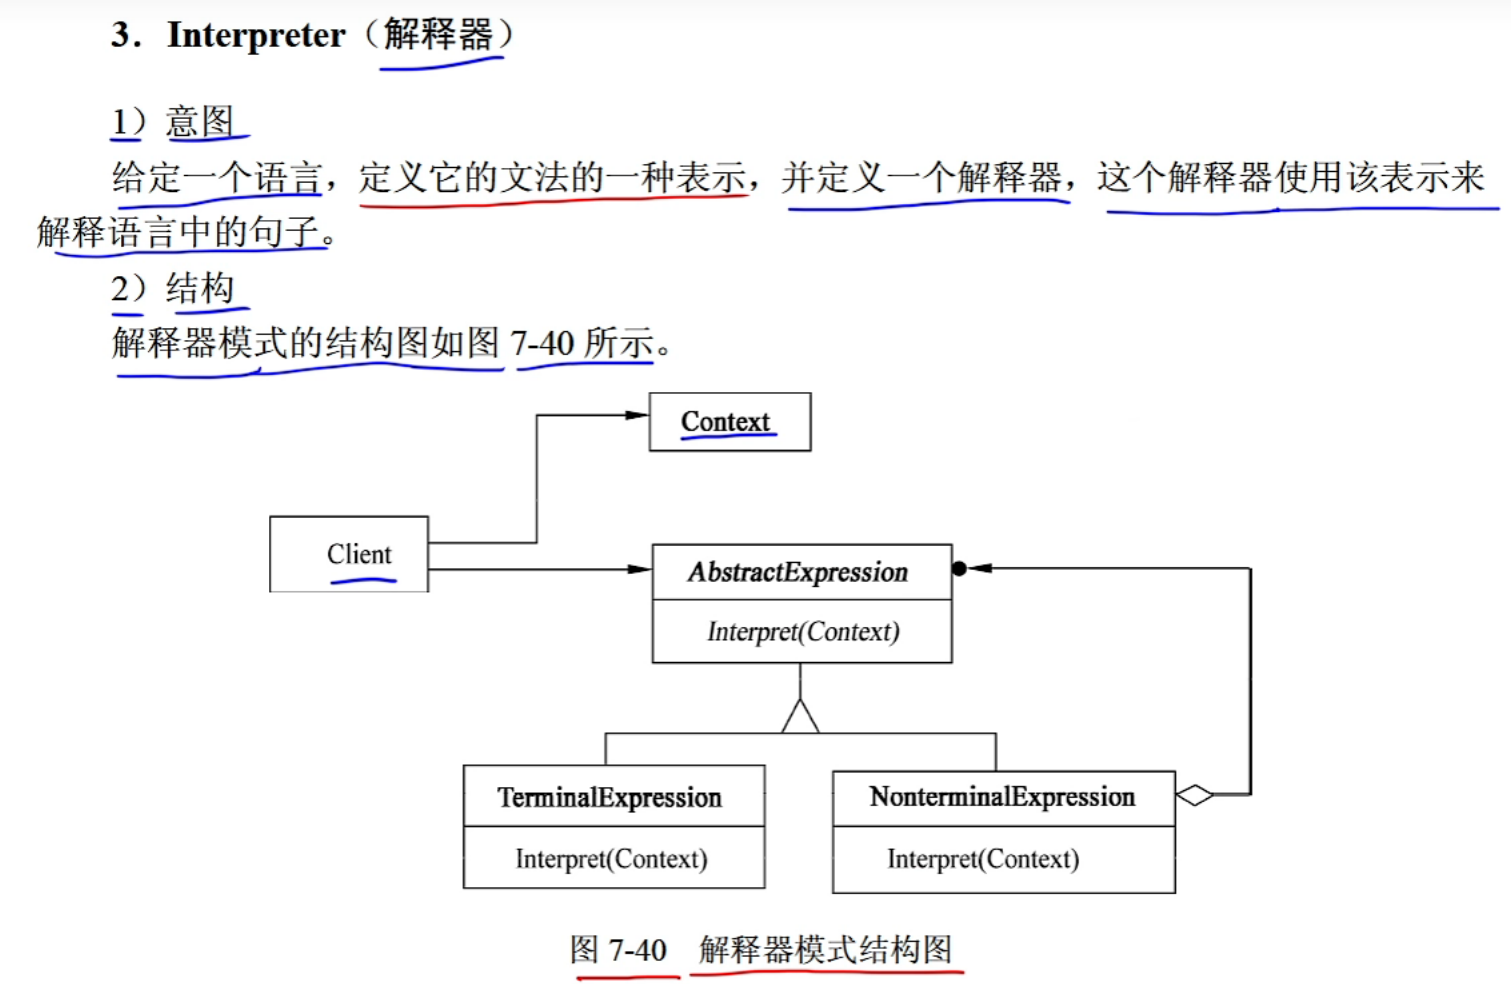 3. Interpreter（解释器）
1）意图
给定一个语言，定义它的文法的一种表示，并定义一个解释器，这个解释器使用该表示来
解释语言中的句子。
2）结构
解释器模式的结构图如图 7-40 所示。
Context
Client
AbstractExpression
Interpret(Context)
TerminalExpression
Interpret(Context)
NonterminalExpression
Interpret(Context)
图 7-40 解释器模式结构图